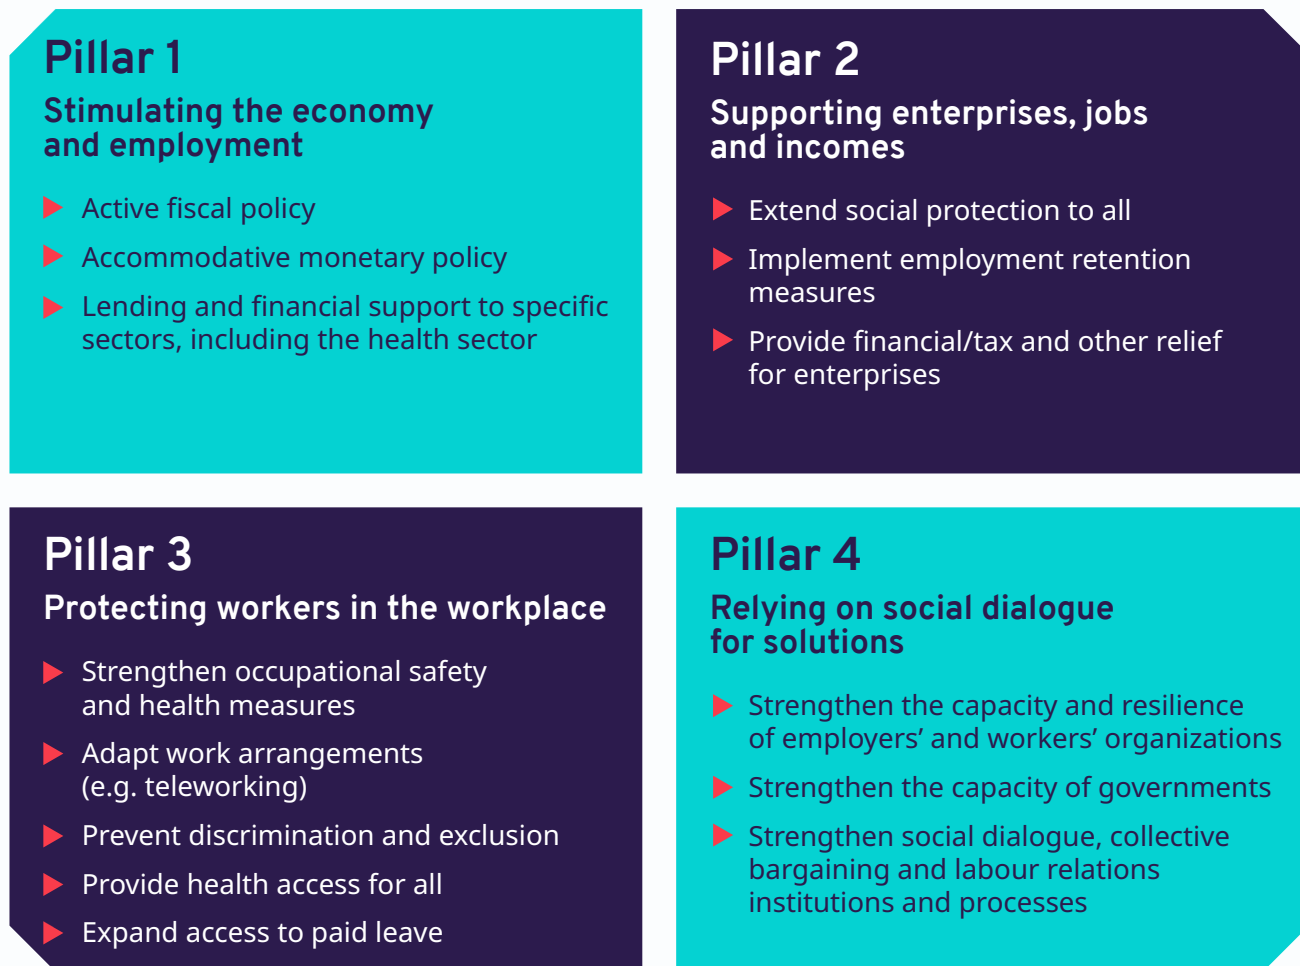 Pillar 1
Stimulating the economy
and employment
Active fiscal policy
Accommodative monetary policy
Lending and financial support to specific
sectors, including the health sector
Pillar 2
Supporting enterprises, jobs
and incomes
Extend social protection to all
Implement employment retention
measures
Provide financial/tax and other relief
for enterprises
Pillar 3
Protecting workers in the workplace
Strengthen occupational safety
and health measures
Adapt work arrangements
(e.g. teleworking)
Prevent discrimination and exclusion
Provide health access for all
Expand access to paid leave
Pillar 4
Relying on social dialogue
for solutions
Strengthen the capacity and resilience
of employers’ and workers’ organizations
Strengthen the capacity of governments
Strengthen social dialogue, collective
bargaining and labour relations
institutions and processes